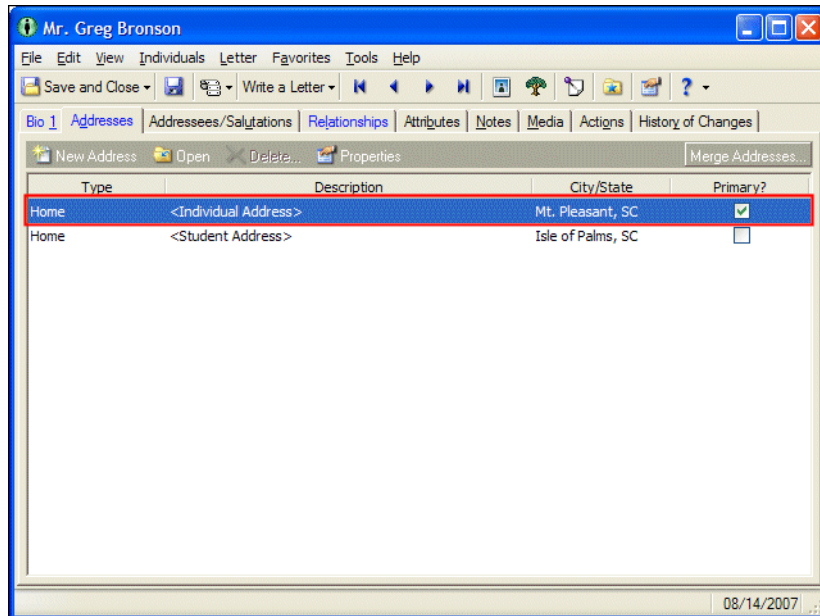 Mr. Greg Bronson
File Edit View Individuals Letter Favorites Tools Help
Save and Close Write a Letter ?
Bio 1 Addresses Addressees/Salutations Relationships Attributes Notes Media Actions History of Changes
New Address Open Delete... Properties Merge Addresses...
Type Description City/State Primary?
Home <Individual Address> Mt. Pleasant, SC
Home <Student Address> Isle of Palms, SC
08/14/2007